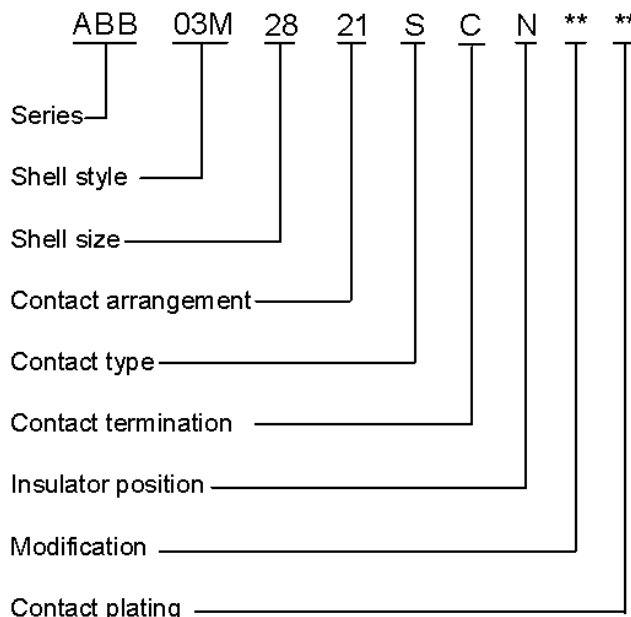 ABB 03M 28 21 S C N ** **
Series
Shell style
Shell size
Contact arrangement
Contact type
Contact termination
Insulator position
Modification
Contact plating